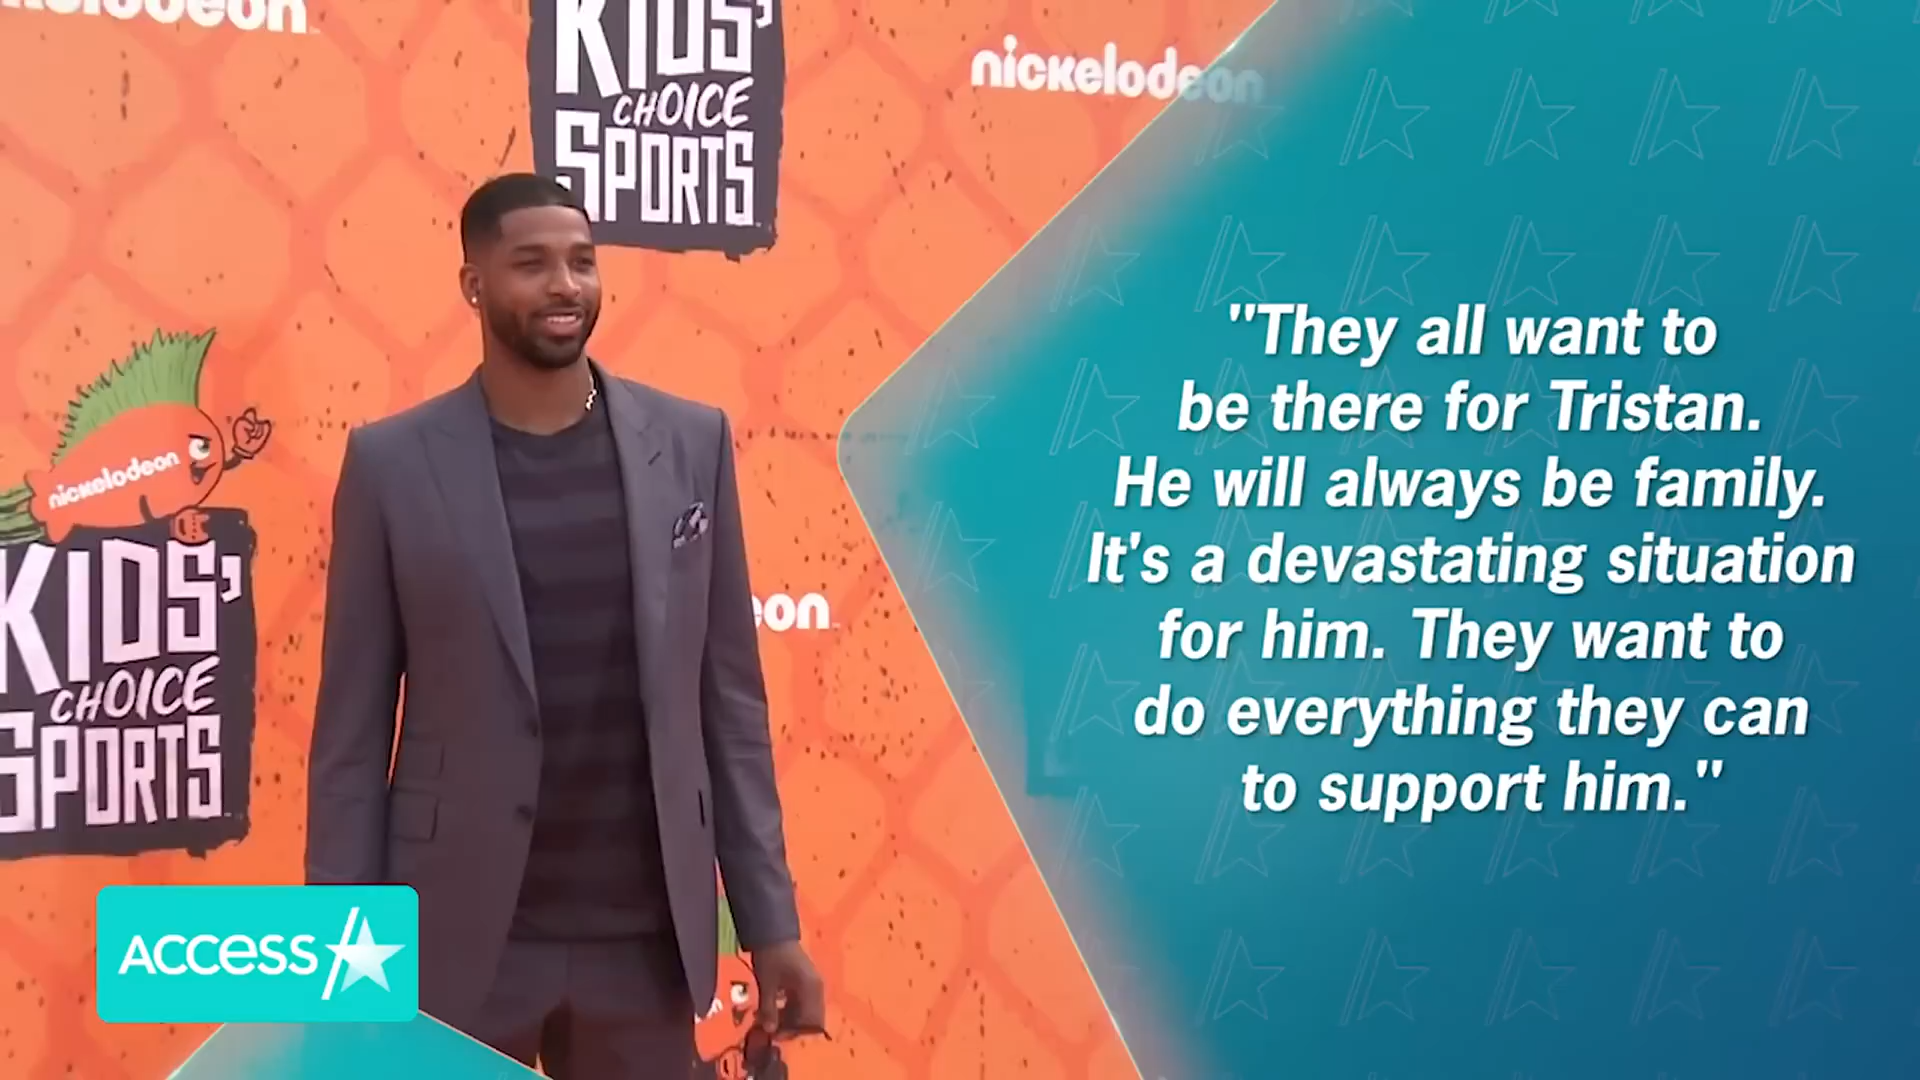 KIDS'
CHOICE
SPORTS
nickelodeon
nickelodeon
KIDS'
CHOICE
SPORTS
"They all want to
be there for Tristan.
He will always be family.
It's a devastating situation
for him. They want to
do everything they can
to support him."
ACCESS